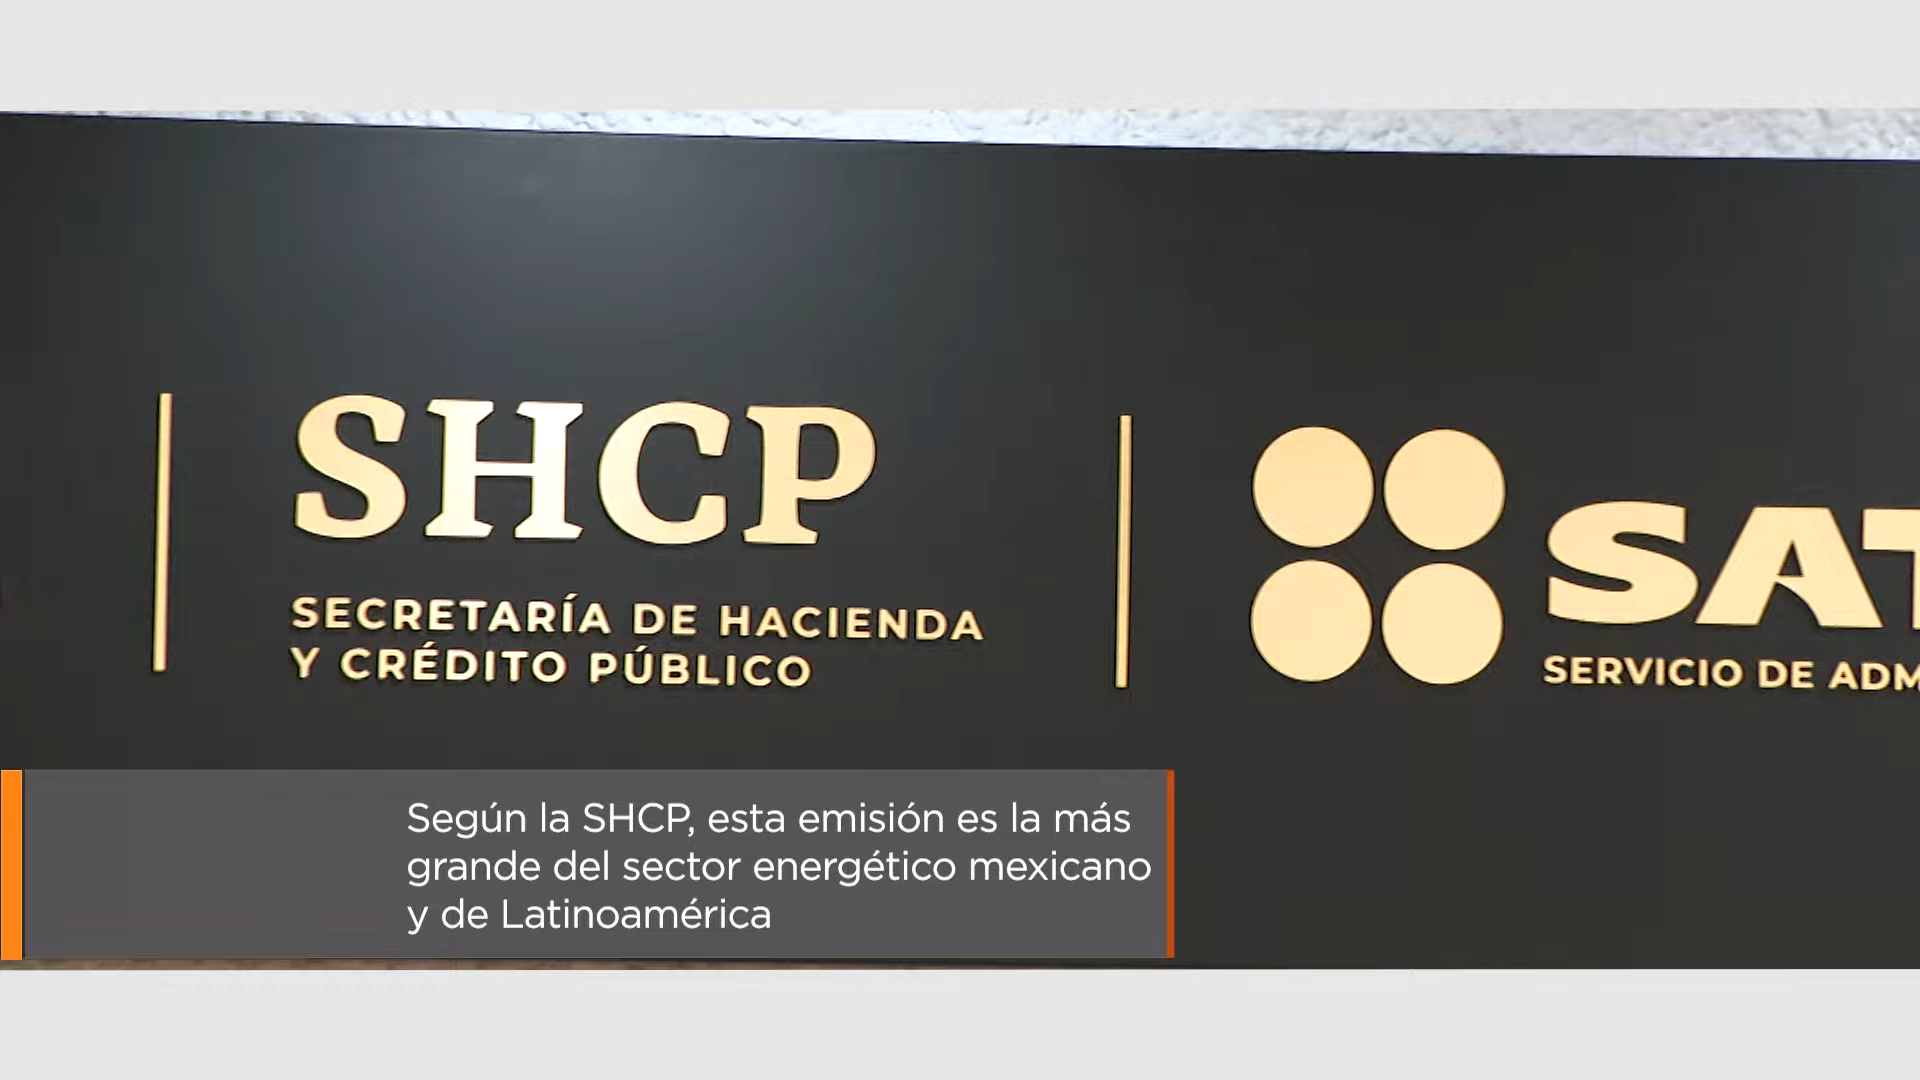 SHCP
SECRETARÍA DE HACIENDA
Y CRÉDITO PÚBLICO
SAT
SERVICIO DE ADM
Según la SHCP, esta emisión es la más
grande del sector energético mexicano
y de Latinoamérica